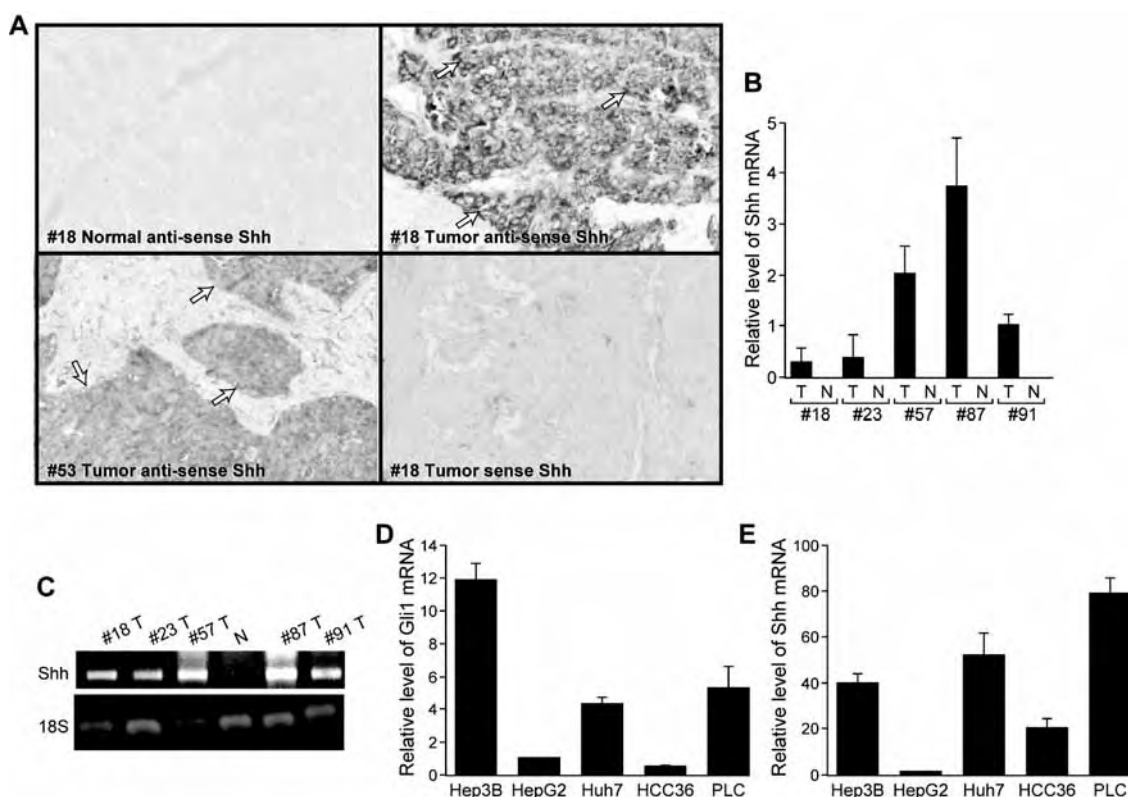 A
#18 Normal anti-sense Shh
#18 Tumor anti-sense Shh
#53 Tumor anti-sense Shh
#18 Tumor sense Shh
B
Relative level of Shh mRNA
5
4
3
2
1
0
T N T N T N T N T N
#18 #23 #57 #87 #91
C
#18 T #23 T #57 T N #87 T #91 T
Shh
18S
D
Relative level of Gli1 mRNA
14
12
10
8
6
4
2
0
Hep3B HepG2 Huh7 HCC36 PLC
E
Relative level of Shh mRNA
100
80
60
40
20
0
Hep3B HepG2 Huh7 HCC36 PLC